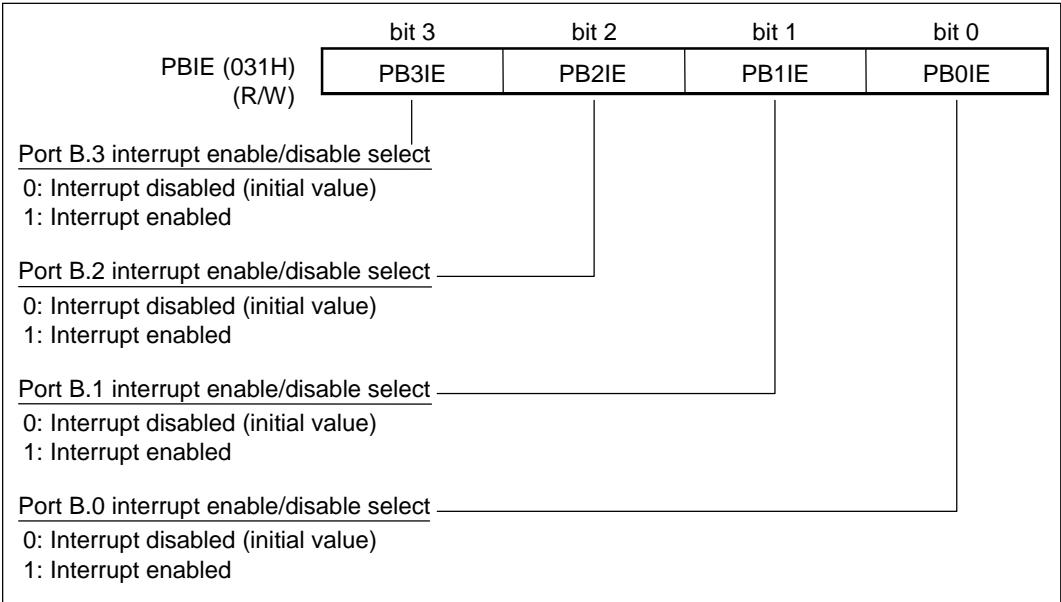 bit 3 bit 2 bit 1 bit 0
PBIE (031H) PB3IE PB2IE PB1IE PB0IE
(R/W)
Port B.3 interrupt enable/disable select
0: Interrupt disabled (initial value)
1: Interrupt enabled
Port B.2 interrupt enable/disable select
0: Interrupt disabled (initial value)
1: Interrupt enabled
Port B.1 interrupt enable/disable select
0: Interrupt disabled (initial value)
1: Interrupt enabled
Port B.0 interrupt enable/disable select
0: Interrupt disabled (initial value)
1: Interrupt enabled